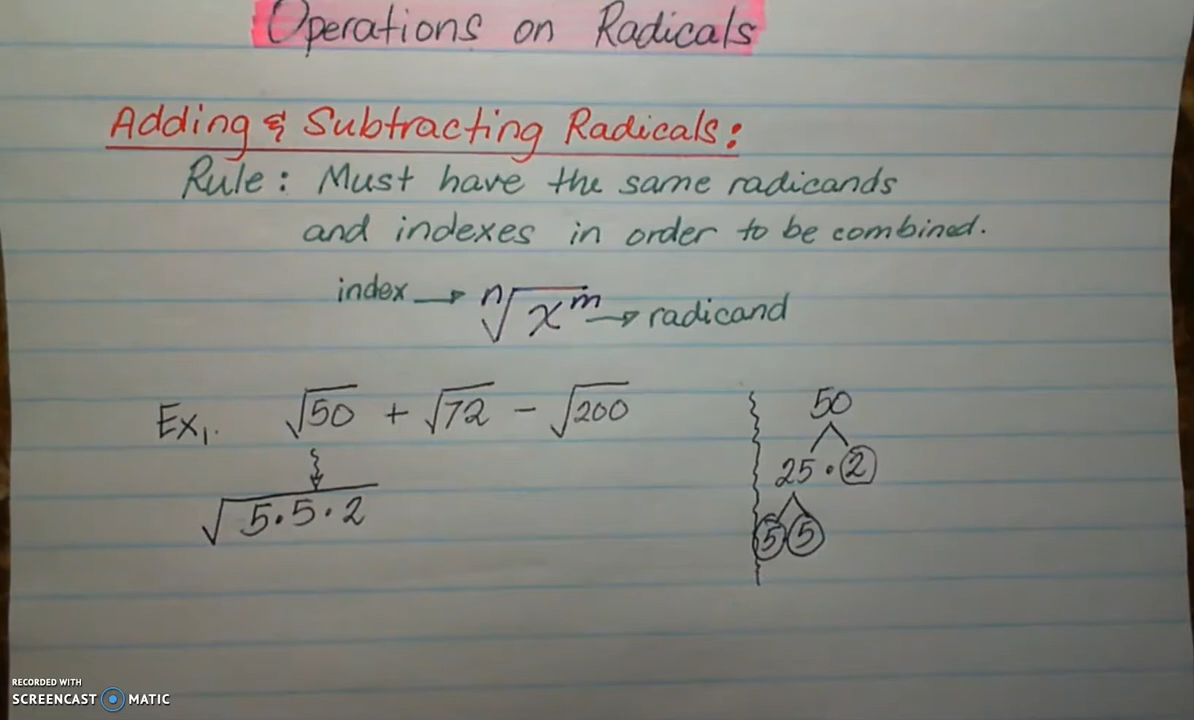 Operations on Radicals
Adding & Subtracting Radicals:
Rule: Must have the same radicands
and indexes in order to be combined.
index → ⁿ√xᵐ → radicand
Ex₁. √50 + √72 - √200
√5·5·2
50
25·2
5 5
RECORDED WITH
SCREENCAST MATIC